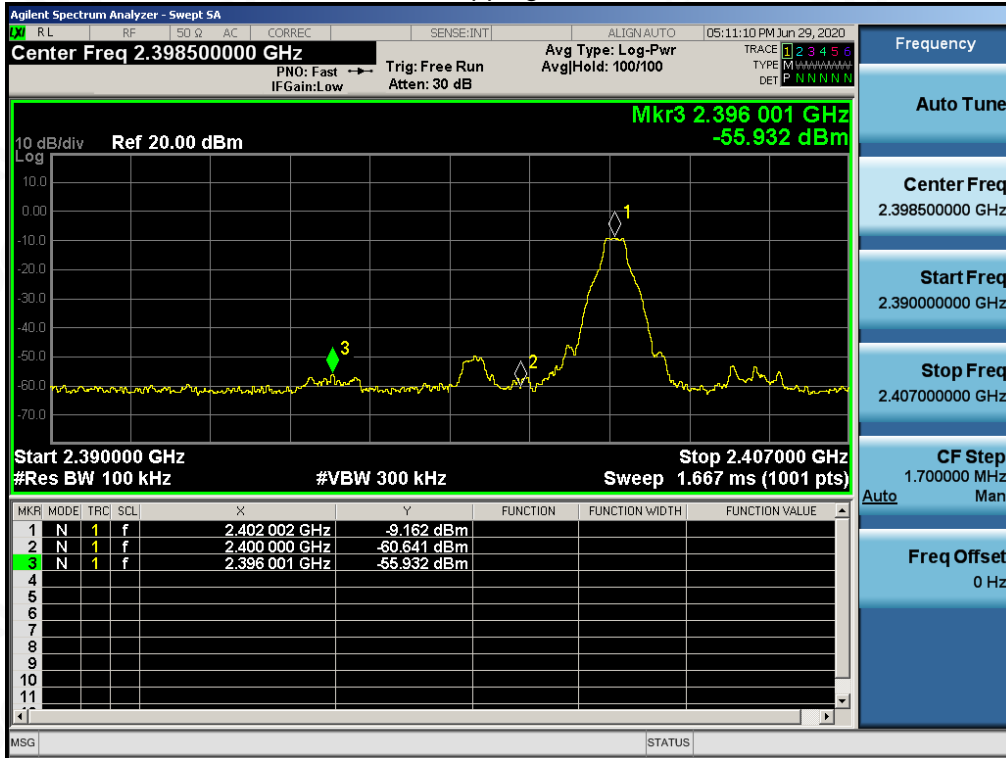 Agilent Spectrum Analyzer - Swept SA
LXI RL RF 50 Ω AC CORREC SENSE:INT ALIGN AUTO 05:11:10 PM Jun 29, 2020
Center Freq 2.398500000 GHz
PNO: Fast
IFGain:Low
Trig: Free Run
Atten: 30 dB
Avg Type: Log-Pwr
Avg|Hold: 100/100
TRACE 1 2 3 4 5 6
TYPE M WWWWW
DET P N N N N N
Mkr3 2.396 001 GHz
-55.932 dBm
10 dB/div
Log
Ref 20.00 dBm
10.0
0.00
-10.0
-20.0
-30.0
-40.0
-50.0
-60.0
-70.0
1
2
3
Start 2.390000 GHz
Stop 2.407000 GHz
#Res BW 100 kHz
#VBW 300 kHz
Sweep 1.667 ms (1001 pts)
MKR MODE TRC SCL X Y FUNCTION FUNCTION WIDTH FUNCTION VALUE
1 N 1 f 2.402 002 GHz -9.162 dBm
2 N 1 f 2.400 000 GHz -60.641 dBm
3 N 1 f 2.396 001 GHz -55.932 dBm
4
5
6
7
8
9
10
11
MSG
STATUS
Frequency
Auto Tune
Center Freq
2.398500000 GHz
Start Freq
2.390000000 GHz
Stop Freq
2.407000000 GHz
CF Step
1.700000 MHz
Auto Man
Freq Offset
0 Hz